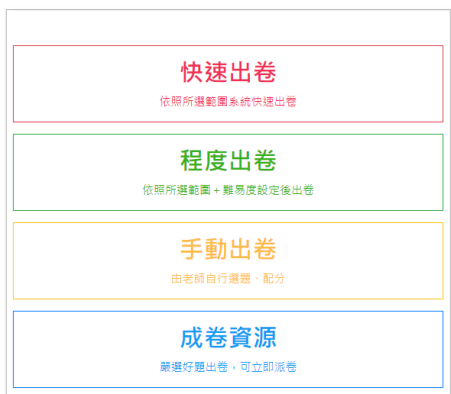 快速出卷
依照所選範圍系統快速出卷
程度出卷
依照所選範圍+難易度設定後出卷
手動出卷
由老師自行選題、配分
成卷資源
嚴選好題出卷，可立即派卷